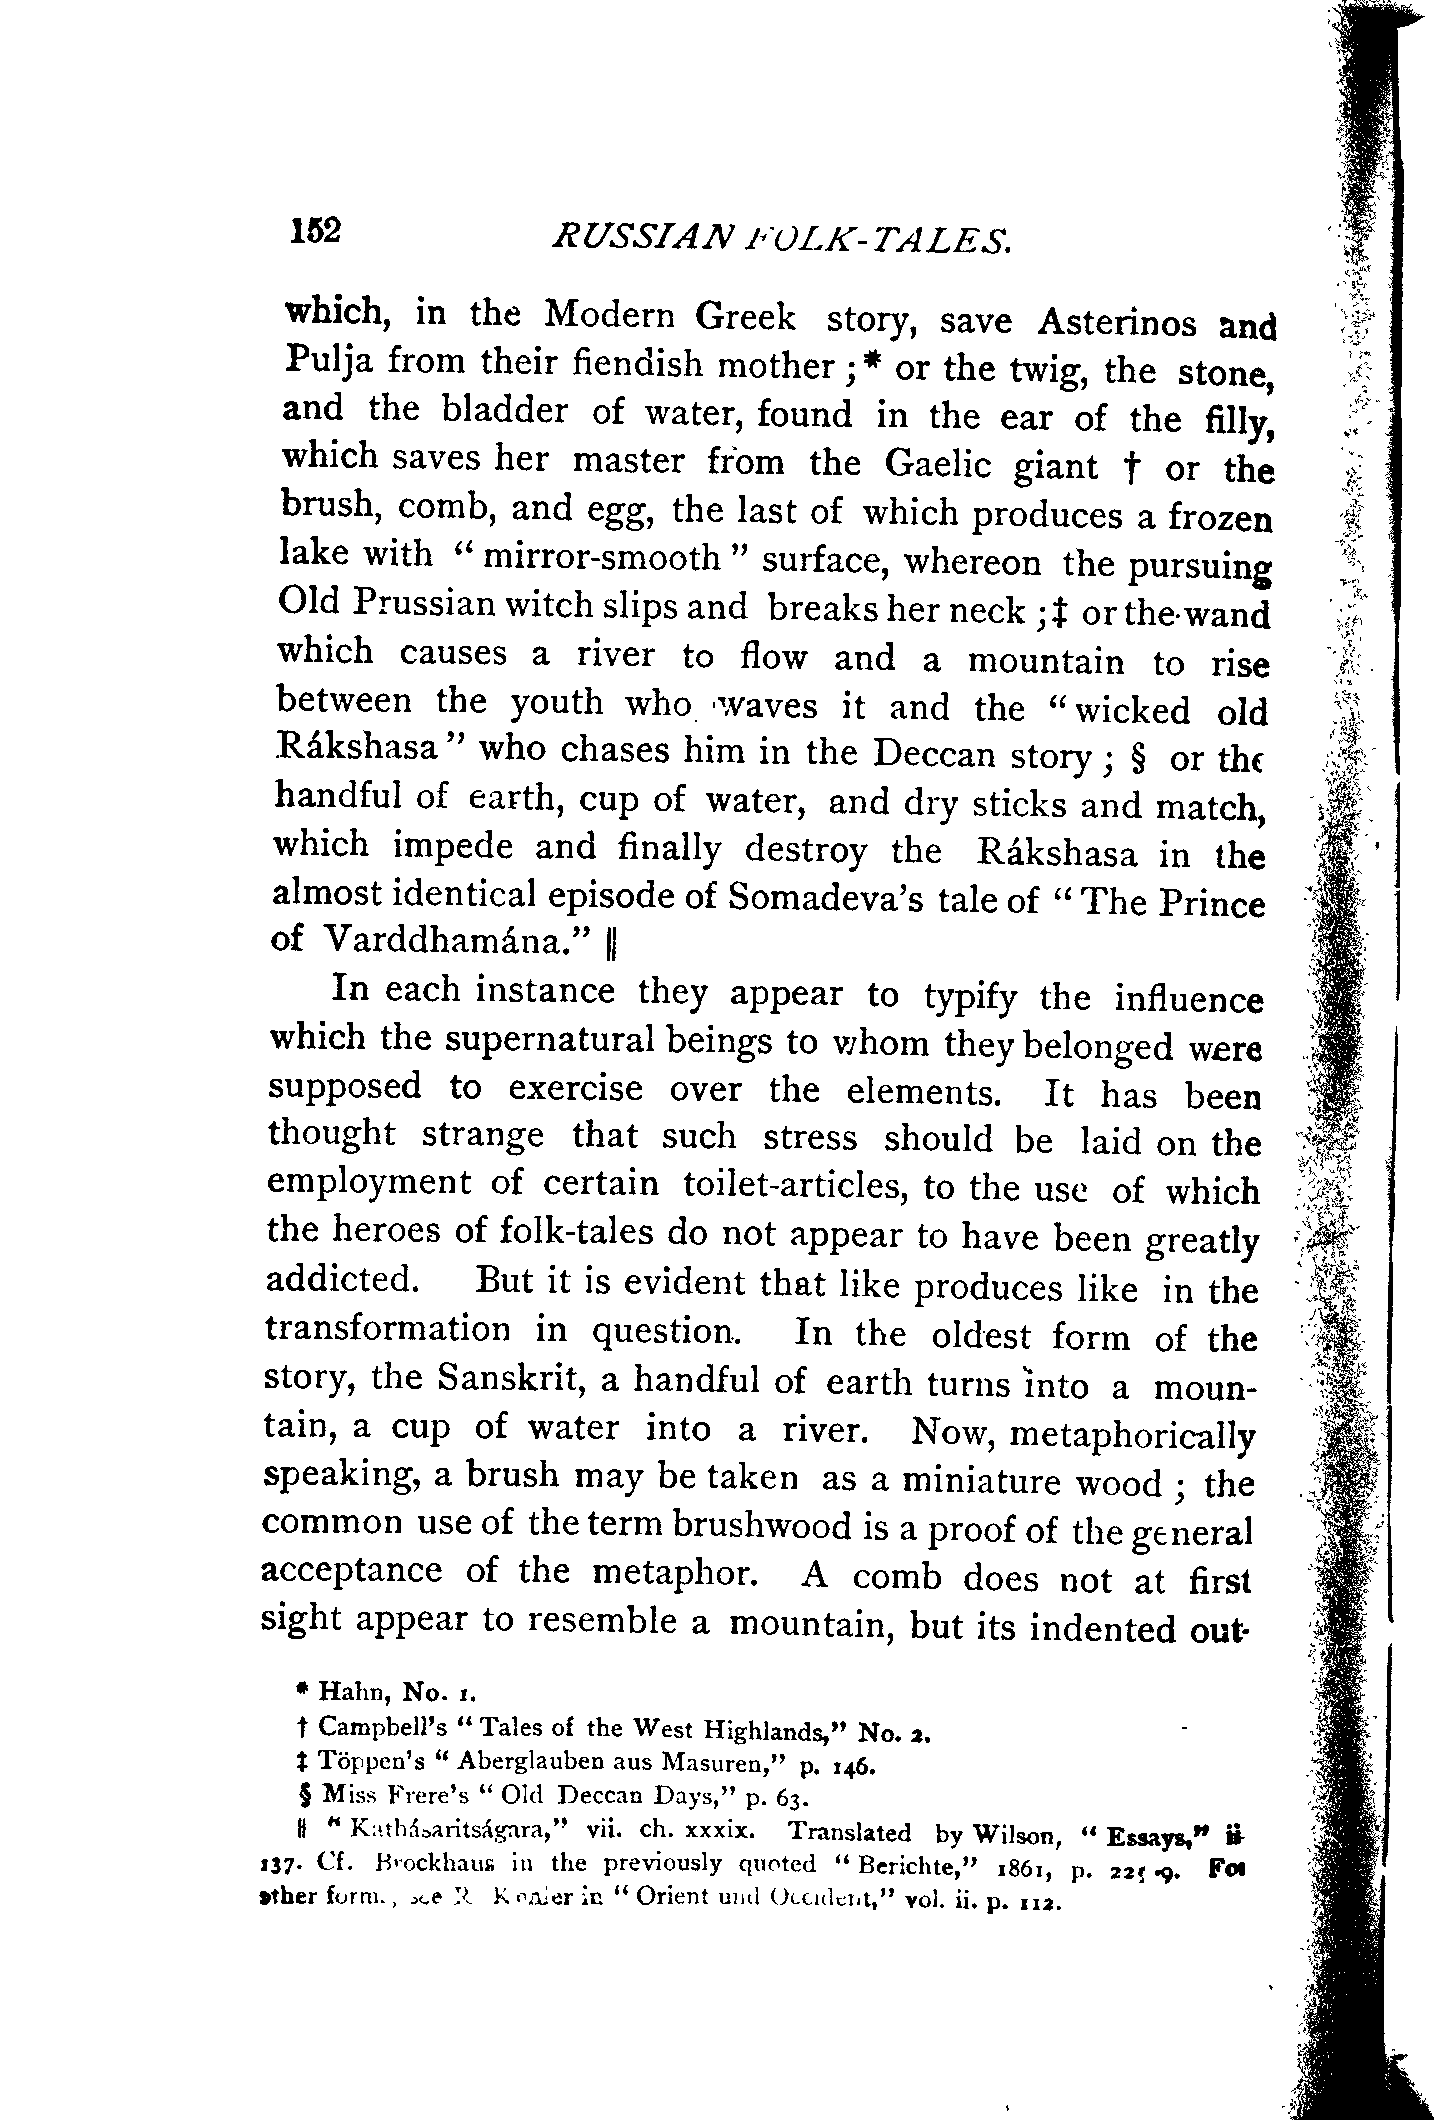 152 RUSSIAN FOLK-TALES.
which, in the Modern Greek story, save Asterinos and
Pulja from their fiendish mother ;* or the twig, the stone,
and the bladder of water, found in the ear of the filly,
which saves her master from the Gaelic giant † or the
brush, comb, and egg, the last of which produces a frozen
lake with “ mirror-smooth ” surface, whereon the pursuing
Old Prussian witch slips and breaks her neck ;‡ or the wand
which causes a river to flow and a mountain to rise
between the youth who waves it and the “ wicked old
Rákshasa ” who chases him in the Deccan story ; § or the
handful of earth, cup of water, and dry sticks and match,
which impede and finally destroy the Rákshasa in the
almost identical episode of Somadeva’s tale of “ The Prince
of Varddhamána.” ||
In each instance they appear to typify the influence
which the supernatural beings to whom they belonged were
supposed to exercise over the elements. It has been
thought strange that such stress should be laid on the
employment of certain toilet-articles, to the use of which
the heroes of folk-tales do not appear to have been greatly
addicted. But it is evident that like produces like in the
transformation in question. In the oldest form of the
story, the Sanskrit, a handful of earth turns into a moun-
tain, a cup of water into a river. Now, metaphorically
speaking, a brush may be taken as a miniature wood ; the
common use of the term brushwood is a proof of the general
acceptance of the metaphor. A comb does not at first
sight appear to resemble a mountain, but its indented out-
* Hahn, No. 1.
† Campbell’s “ Tales of the West Highlands,” No. 2.
‡ Töppen’s “ Aberglauben aus Masuren,” p. 146.
§ Miss Frere’s “ Old Deccan Days,” p. 63.
|| “ Kathásaritságara,” vii. ch. xxxix. Translated by Wilson, “ Essays,” ii.
137. Cf. Brockhaus in the previously quoted “ Berichte,” 1861, p. For
other forms, see R. in “ Orient und Occident,” vol. ii. p. 112.